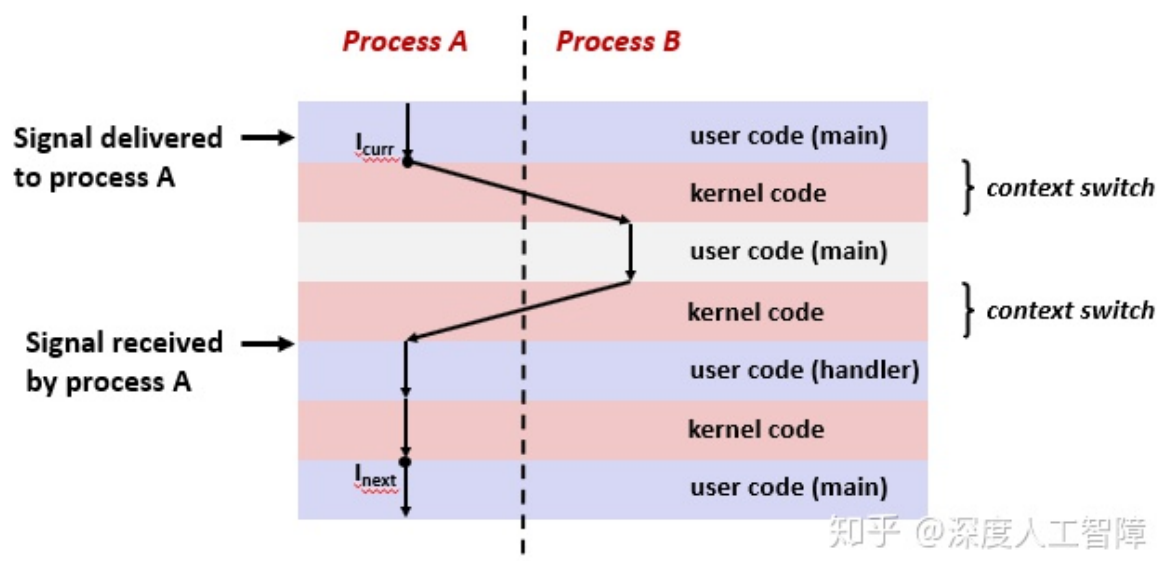 Process A
Process B
Signal delivered
to process A
Icurr
user code (main)
kernel code
} context switch
user code (main)
kernel code
} context switch
Signal received
by process A
user code (handler)
kernel code
Inext
user code (main)
知乎 @深度人工智障